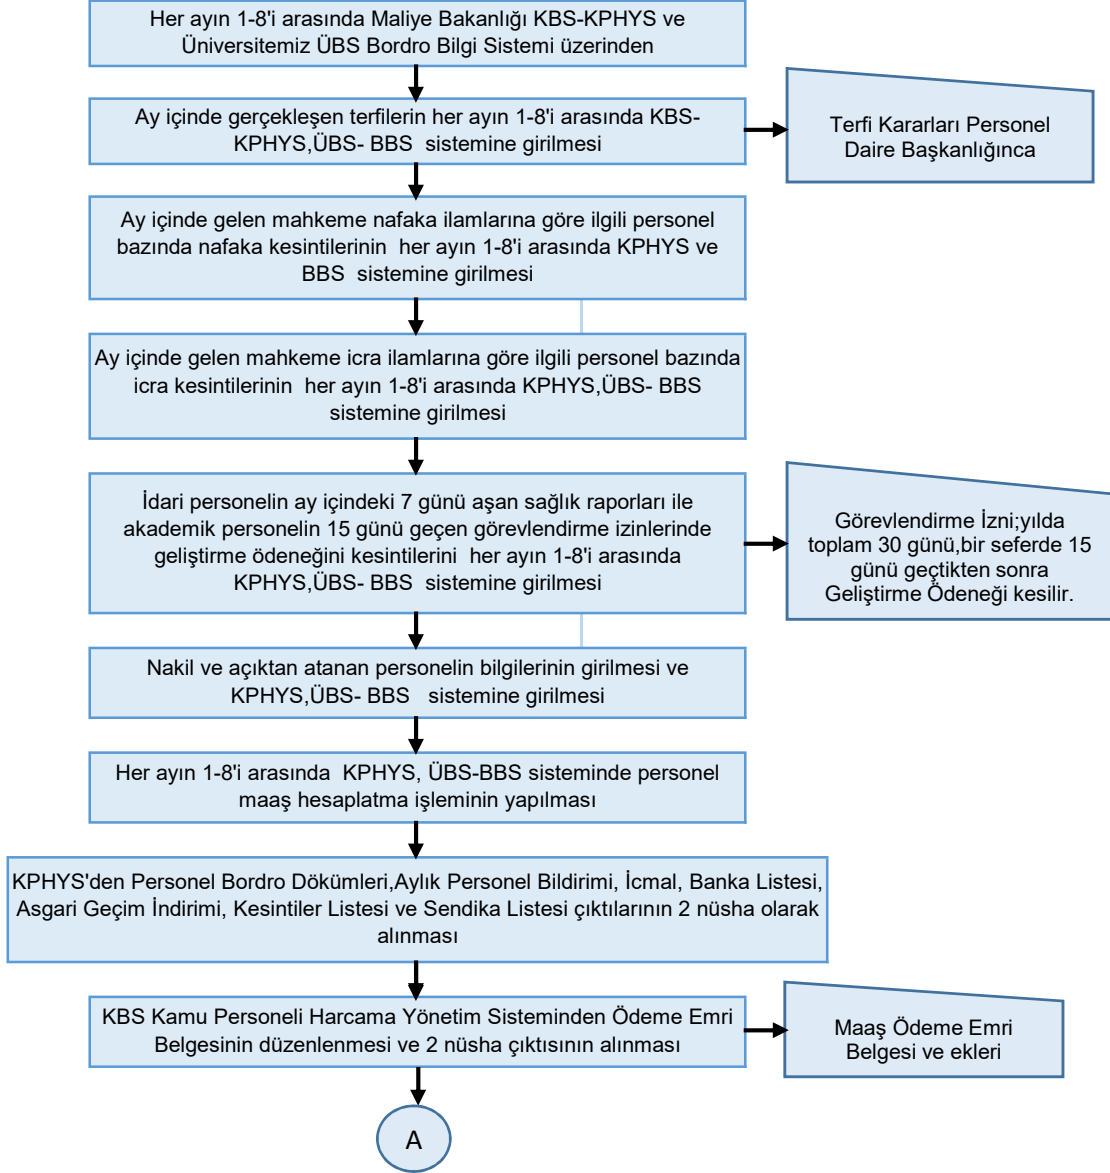 Her ayın 1-8'i arasında Maliye Bakanlığı KBS-KPHYS ve
Üniversitemiz ÜBS Bordro Bilgi Sistemi üzerinden
Ay içinde gerçekleşen terfilerin her ayın 1-8'i arasında KBS-
KPHYS,ÜBS- BBS sistemine girilmesi
Terfi Kararları Personel
Daire Başkanlığınca
Ay içinde gelen mahkeme nafaka ilamlarına göre ilgili personel
bazında nafaka kesintilerinin her ayın 1-8'i arasında KPHYS ve
BBS sistemine girilmesi
Ay içinde gelen mahkeme icra ilamlarına göre ilgili personel bazında
icra kesintilerinin her ayın 1-8'i arasında KPHYS,ÜBS- BBS
sistemine girilmesi
İdari personelin ay içindeki 7 günü aşan sağlık raporları ile
akademik personelin 15 günü geçen görevlendirme izinlerinde
geliştirme ödeneğini kesintilerini her ayın 1-8'i arasında
KPHYS,ÜBS- BBS sistemine girilmesi
Görevlendirme İzni;yılda
toplam 30 günü,bir seferde 15
günü geçtikten sonra
Geliştirme Ödeneği kesilir.
Nakil ve açıktan atanan personelin bilgilerinin girilmesi ve
KPHYS,ÜBS- BBS sistemine girilmesi
Her ayın 1-8'i arasında KPHYS, ÜBS-BBS sisteminde personel
maaş hesaplatma işleminin yapılması
KPHYS'den Personel Bordro Dökümleri,Aylık Personel Bildirimi, İcmal, Banka Listesi,
Asgari Geçim İndirimi, Kesintiler Listesi ve Sendika Listesi çıktılarının 2 nüsha olarak
alınması
KBS Kamu Personeli Harcama Yönetim Sisteminden Ödeme Emri
Belgesinin düzenlenmesi ve 2 nüsha çıktısının alınması
Maaş Ödeme Emri
Belgesi ve ekleri
A